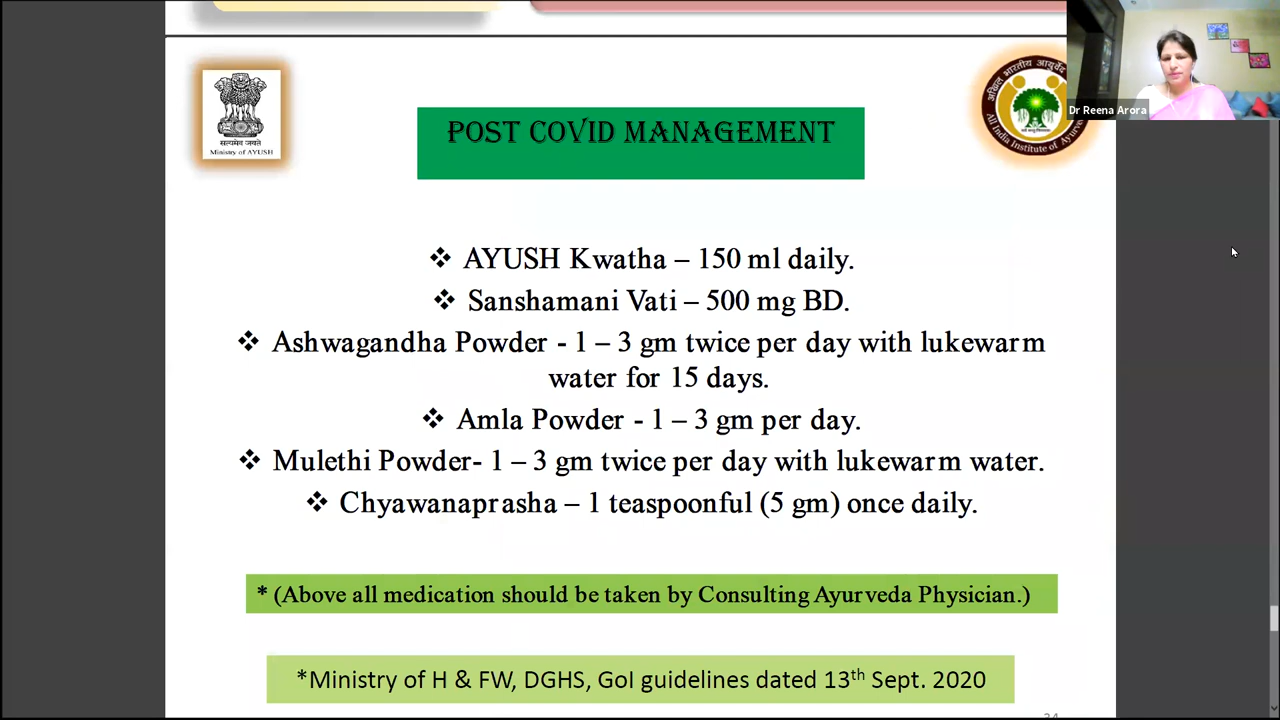 सत्यमेव जयते
Ministry of AYUSH
POST COVID MANAGEMENT
Dr Reena Arora
❖ AYUSH Kwatha – 150 ml daily.
❖ Sanshamani Vati – 500 mg BD.
❖ Ashwagandha Powder - 1 – 3 gm twice per day with lukewarm
water for 15 days.
❖ Amla Powder - 1 – 3 gm per day.
❖ Mulethi Powder- 1 – 3 gm twice per day with lukewarm water.
❖ Chyawanaprasha – 1 teaspoonful (5 gm) once daily.
* (Above all medication should be taken by Consulting Ayurveda Physician.)
*Ministry of H & FW, DGHS, GoI guidelines dated 13th Sept. 2020